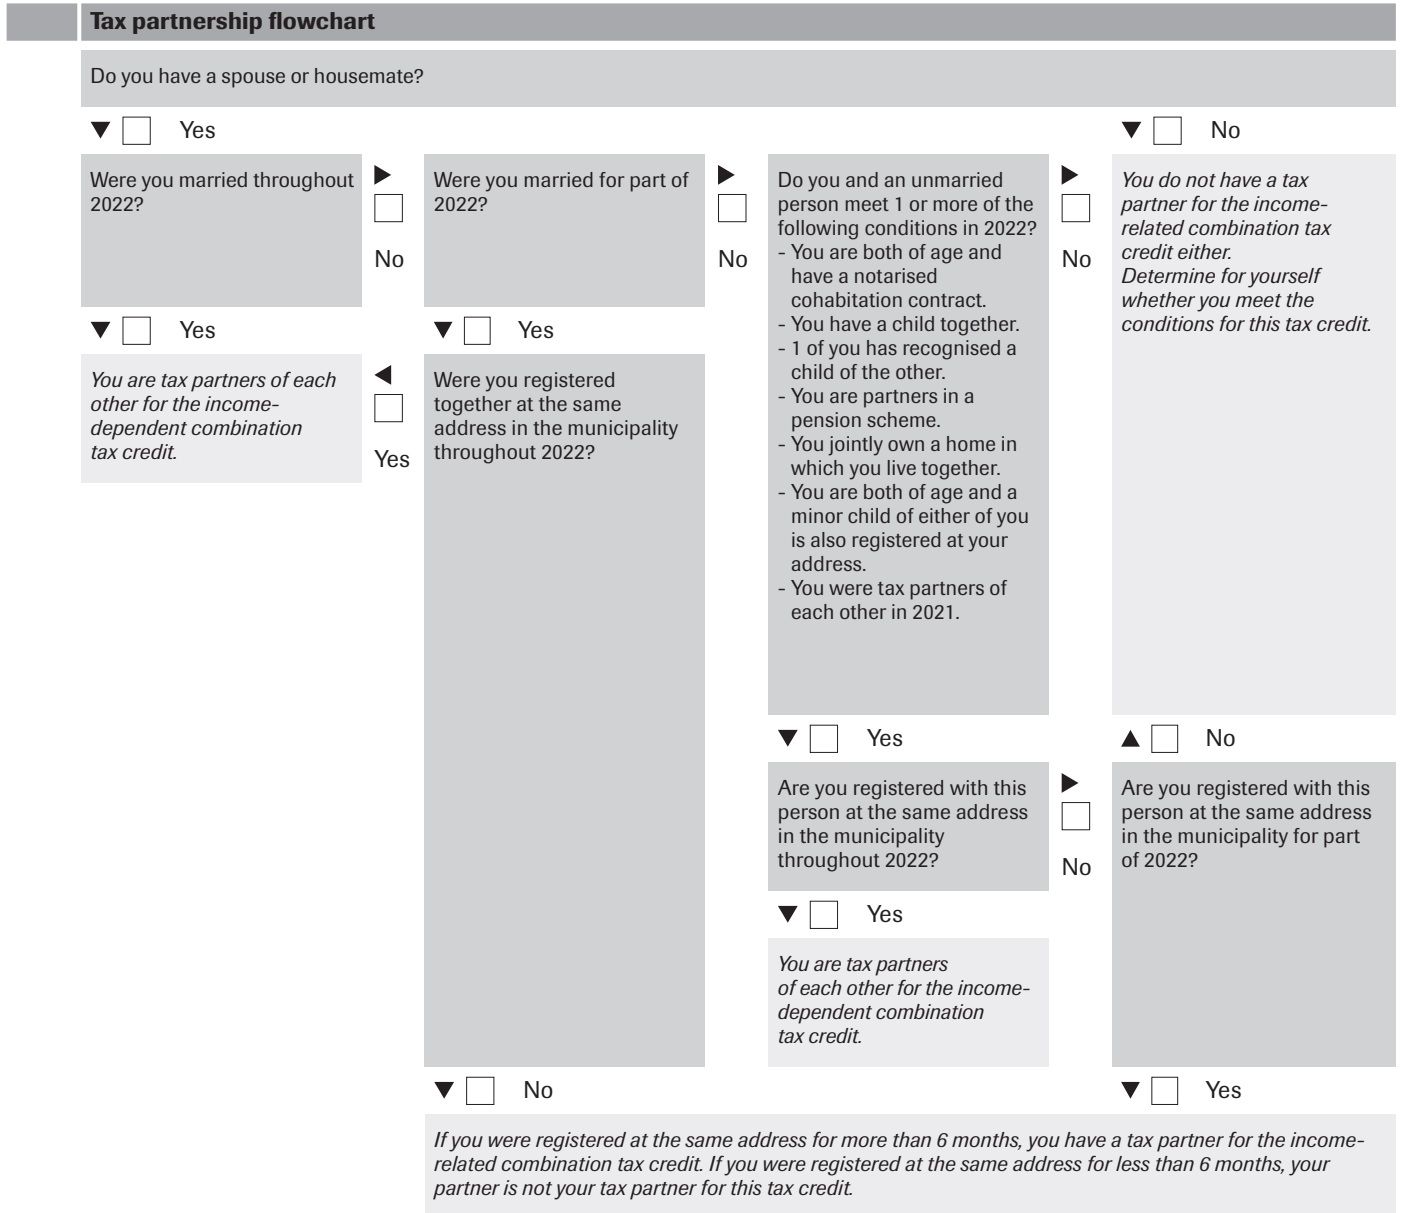 Tax partnership flowchart
Do you have a spouse or housemate?
▼ Yes
▼ No
Were you married throughout
2022?
▶
No
Were you married for part of
2022?
▶
No
Do you and an unmarried
person meet 1 or more of the
following conditions in 2022?
- You are both of age and
have a notarised
cohabitation contract.
- You have a child together.
- 1 of you has recognised a
child of the other.
- You are partners in a
pension scheme.
- You jointly own a home in
which you live together.
- You are both of age and a
minor child of either of you
is also registered at your
address.
- You were tax partners of
each other in 2021.
▶
No
You do not have a tax
partner for the income-
related combination tax
credit either.
Determine for yourself
whether you meet the
conditions for this tax credit.
▼ Yes
▼ Yes
You are tax partners of each
other for the income-
dependent combination
tax credit.
◀
Yes
Were you registered
together at the same
address in the municipality
throughout 2022?
▼ Yes
▲ No
Are you registered with this
person at the same address
in the municipality
throughout 2022?
▶
No
Are you registered with this
person at the same address
in the municipality for part
of 2022?
▼ Yes
You are tax partners
of each other for the income-
dependent combination
tax credit.
▼ No
▼ Yes
If you were registered at the same address for more than 6 months, you have a tax partner for the income-
related combination tax credit. If you were registered at the same address for less than 6 months, your
partner is not your tax partner for this tax credit.